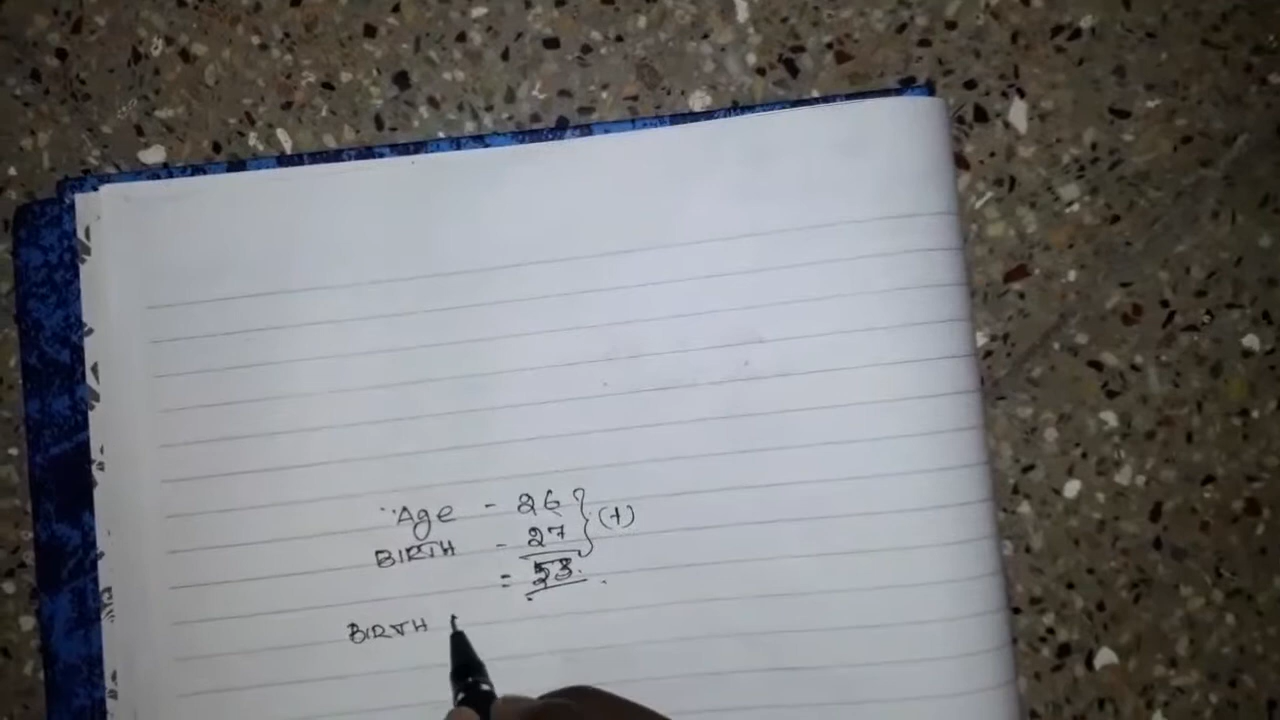 Age - 26 } (+)
BIRTH - 27
= 53.
BIRTH